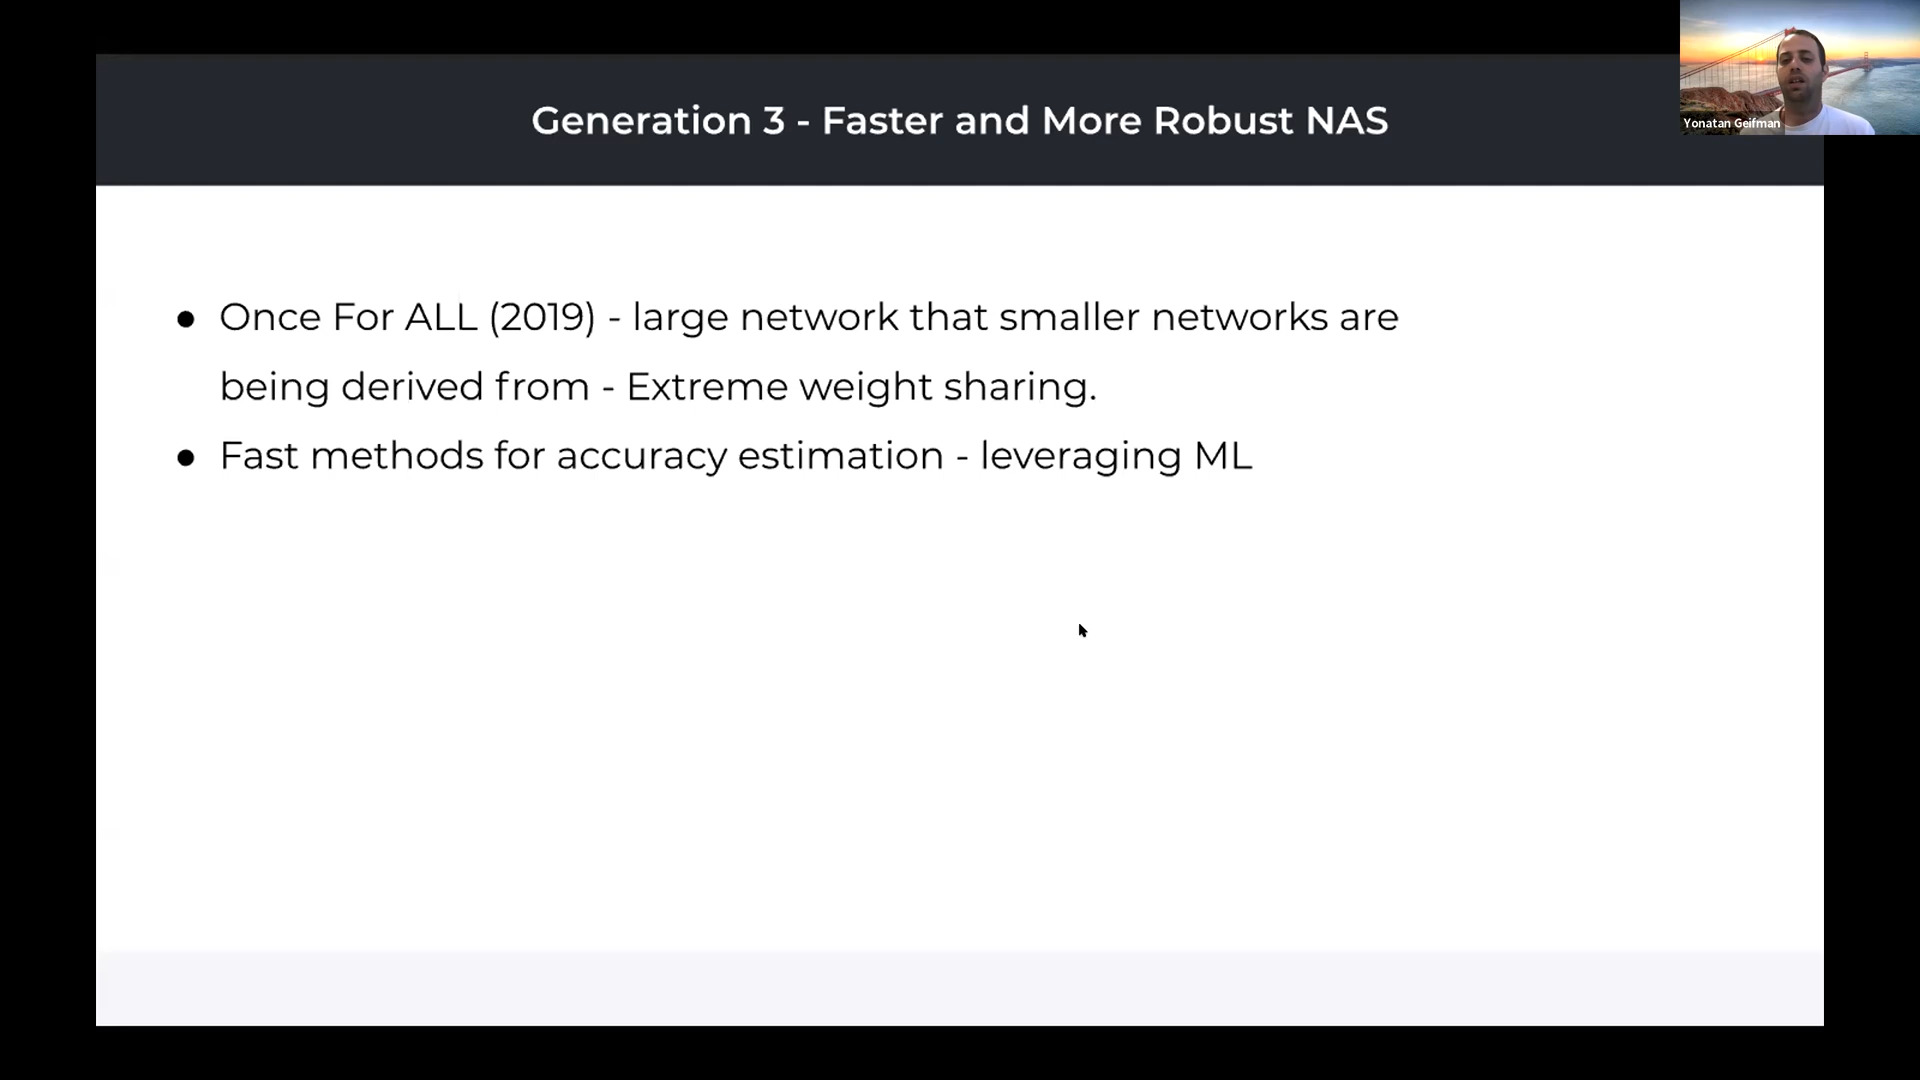 Generation 3 - Faster and More Robust NAS
Yonatan Geifman
● Once For ALL (2019) - large network that smaller networks are
being derived from - Extreme weight sharing.
● Fast methods for accuracy estimation - leveraging ML